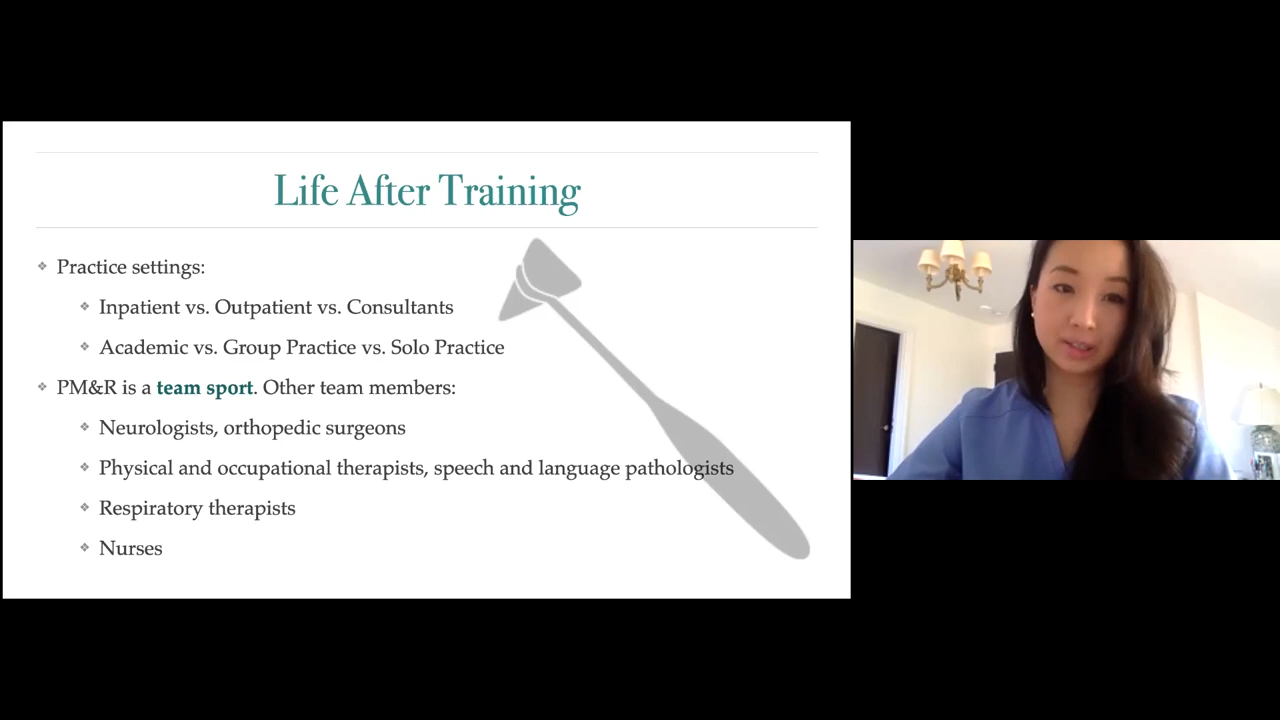 Life After Training
Practice settings:
Inpatient vs. Outpatient vs. Consultants
Academic vs. Group Practice vs. Solo Practice
PM&R is a team sport. Other team members:
Neurologists, orthopedic surgeons
Physical and occupational therapists, speech and language pathologists
Respiratory therapists
Nurses